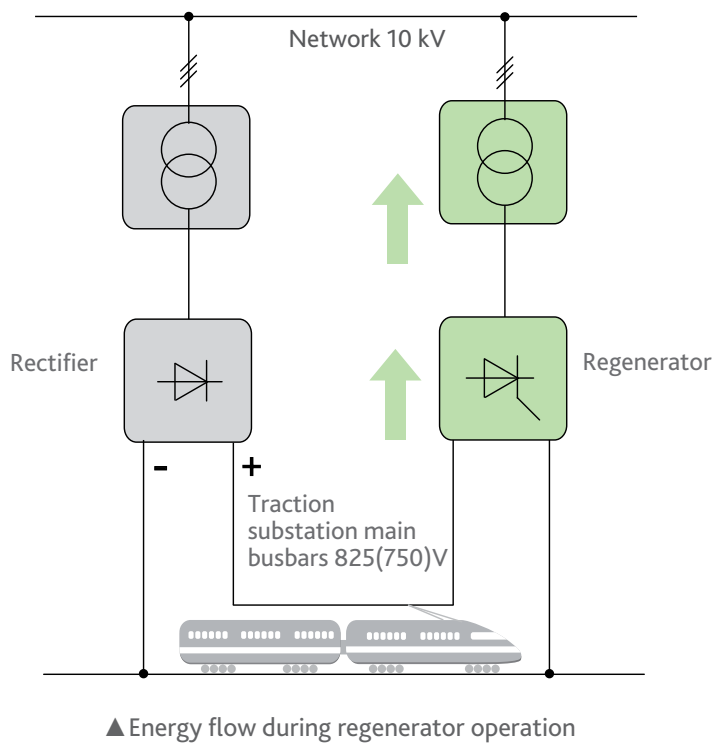 Network 10 kV
Rectifier
Regenerator
- +
Traction
substation main
busbars 825(750)V
▲Energy flow during regenerator operation